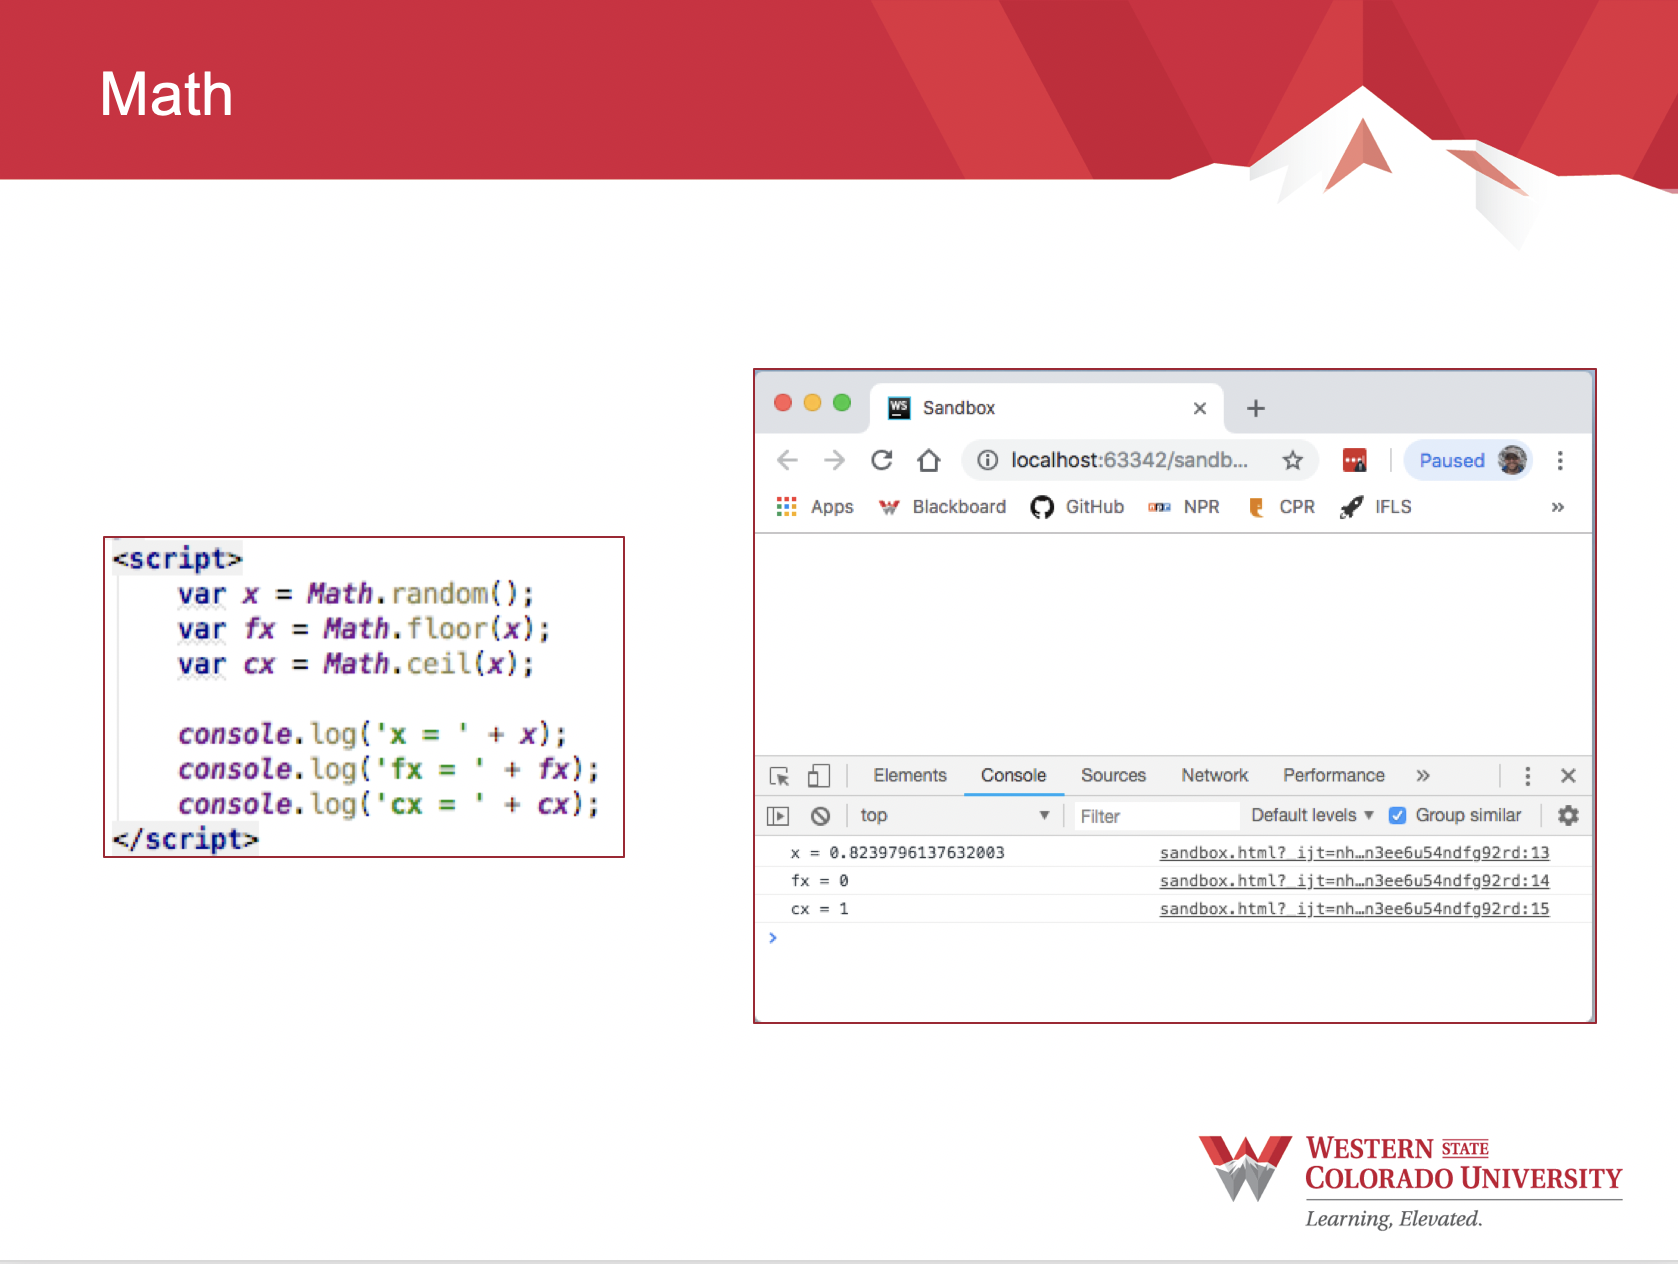 Math
<script>
var x = Math.random();
var fx = Math.floor(x);
var cx = Math.ceil(x);
console.log('x = ' + x);
console.log('fx = ' + fx);
console.log('cx = ' + cx);
</script>
WS Sandbox
localhost:63342/sandb... Paused
Apps Blackboard GitHub npr NPR CPR IFLS »
Elements Console Sources Network Performance »
top Filter Default levels Group similar
x = 0.8239796137632003 sandbox.html?_ijt=nh…n3ee6u54ndfg92rd:13
fx = 0 sandbox.html?_ijt=nh…n3ee6u54ndfg92rd:14
cx = 1 sandbox.html?_ijt=nh…n3ee6u54ndfg92rd:15
>
WESTERN STATE
COLORADO UNIVERSITY
Learning, Elevated.